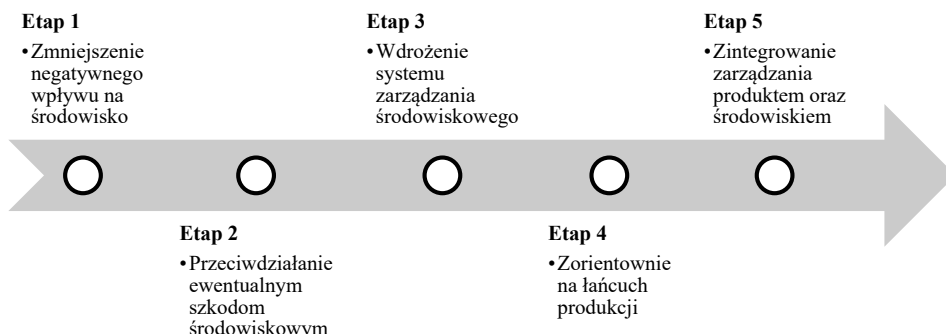 Etap 1
•Zmniejszenie
negatywnego
wpływu na
środowisko
Etap 2
•Przeciwdziałanie
ewentualnym
szkodom
środowiskowym
Etap 3
•Wdrożenie
systemu
zarządzania
środowiskowego
Etap 4
•Zorientownie
na łańcuch
produkcji
Etap 5
•Zintegrowanie
zarządzania
produktem oraz
środowiskiem